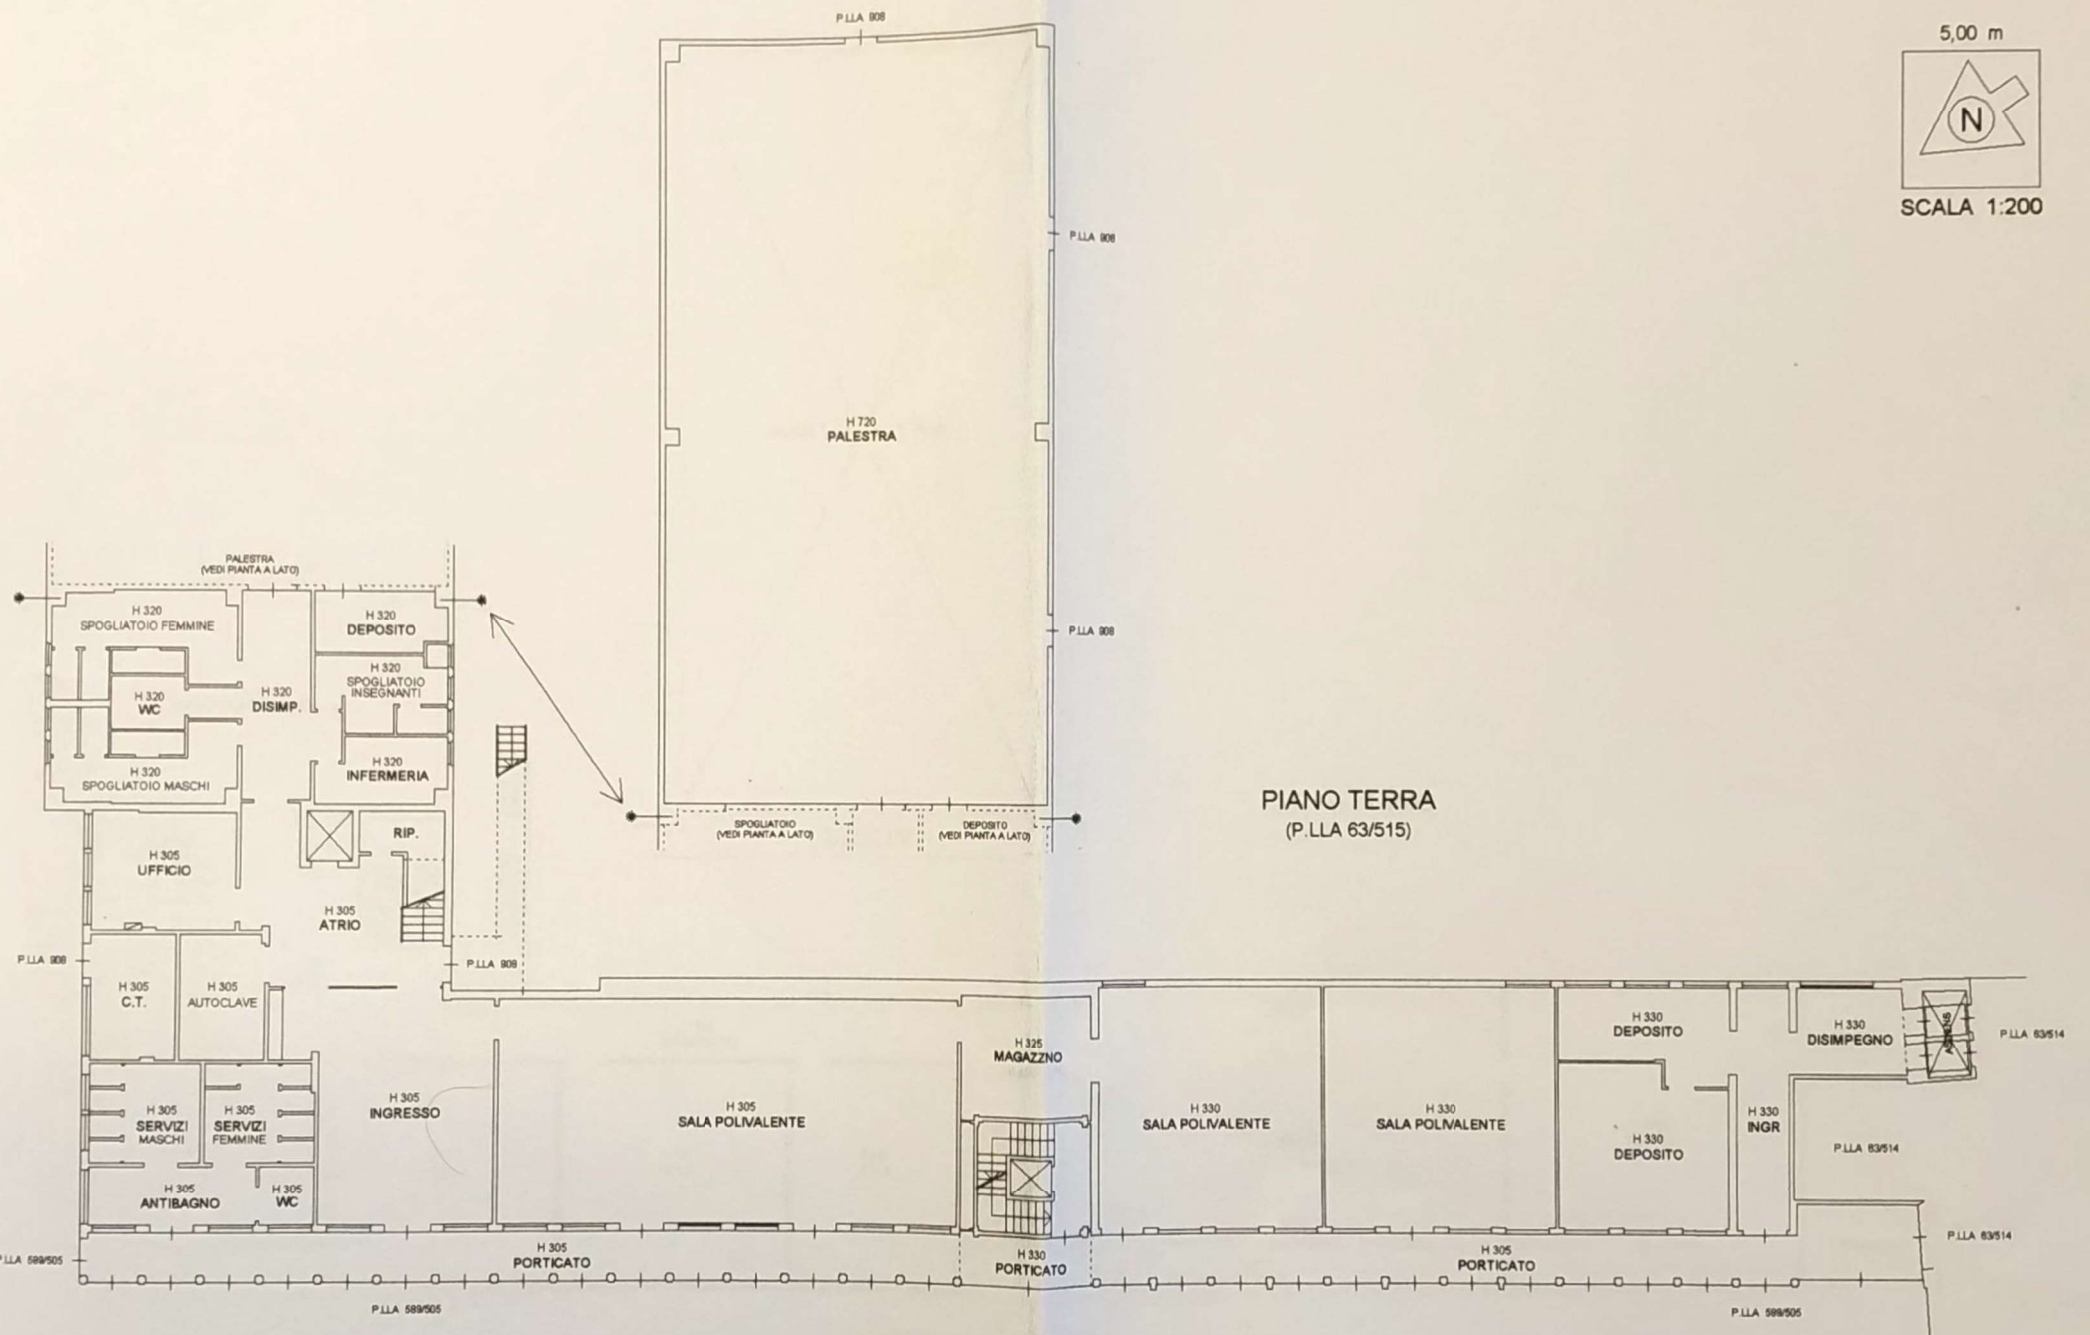 P.LLA 908
5,00 m
N
SCALA 1:200
P.LLA 908
H 720
PALESTRA
P.LLA 908
PALESTRA
(VEDI PIANTA A LATO)
H 320
SPOGLIATOIO FEMMINE
H 320
DEPOSITO
H 320
SPOGLIATOIO
INSEGNANTI
H 320
WC
H 320
DISIMP.
H 320
INFERMERIA
H 320
SPOGLIATOIO MASCHI
SPOGLIATOIO
(VEDI PIANTA A LATO)
DEPOSITO
(VEDI PIANTA A LATO)
PIANO TERRA
(P.LLA 63/515)
RIP.
H 305
UFFICIO
H 305
ATRIO
P.LLA 908
P.LLA 908
H 305
C.T.
H 305
AUTOCLAVE
H 325
MAGAZZNO
H 330
DEPOSITO
H 330
DISIMPEGNO
P.LLA 63/514
H 305
SERVIZI
MASCHI
H 305
SERVIZI
FEMMINE
H 305
INGRESSO
H 305
SALA POLIVALENTE
H 330
SALA POLIVALENTE
H 330
SALA POLIVALENTE
H 330
DEPOSITO
H 330
INGR
P.LLA 63/514
H 305
ANTIBAGNO
H 305
WC
P.LLA 63/514
H 305
PORTICATO
H 330
PORTICATO
H 305
PORTICATO
P.LLA 589/505
P.LLA 599/505